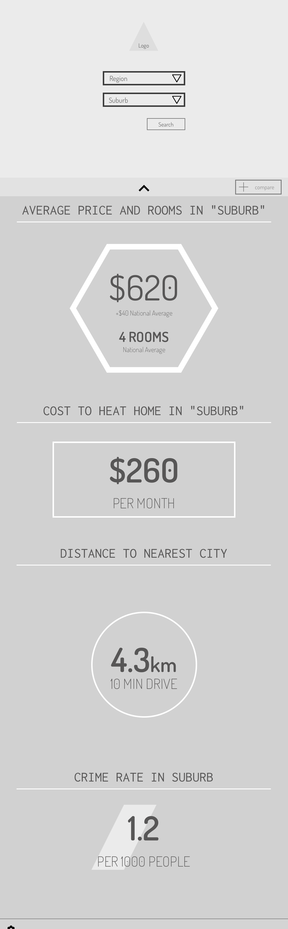 Logo
Region
Suburb
Search
compare
AVERAGE PRICE AND ROOMS IN "SUBURB"
$620
+$40 National Average
4 ROOMS
National Average
COST TO HEAT HOME IN "SUBURB"
$260
PER MONTH
DISTANCE TO NEAREST CITY
4.3km
10 MIN DRIVE
CRIME RATE IN SUBURB
1.2
PER 1000 PEOPLE